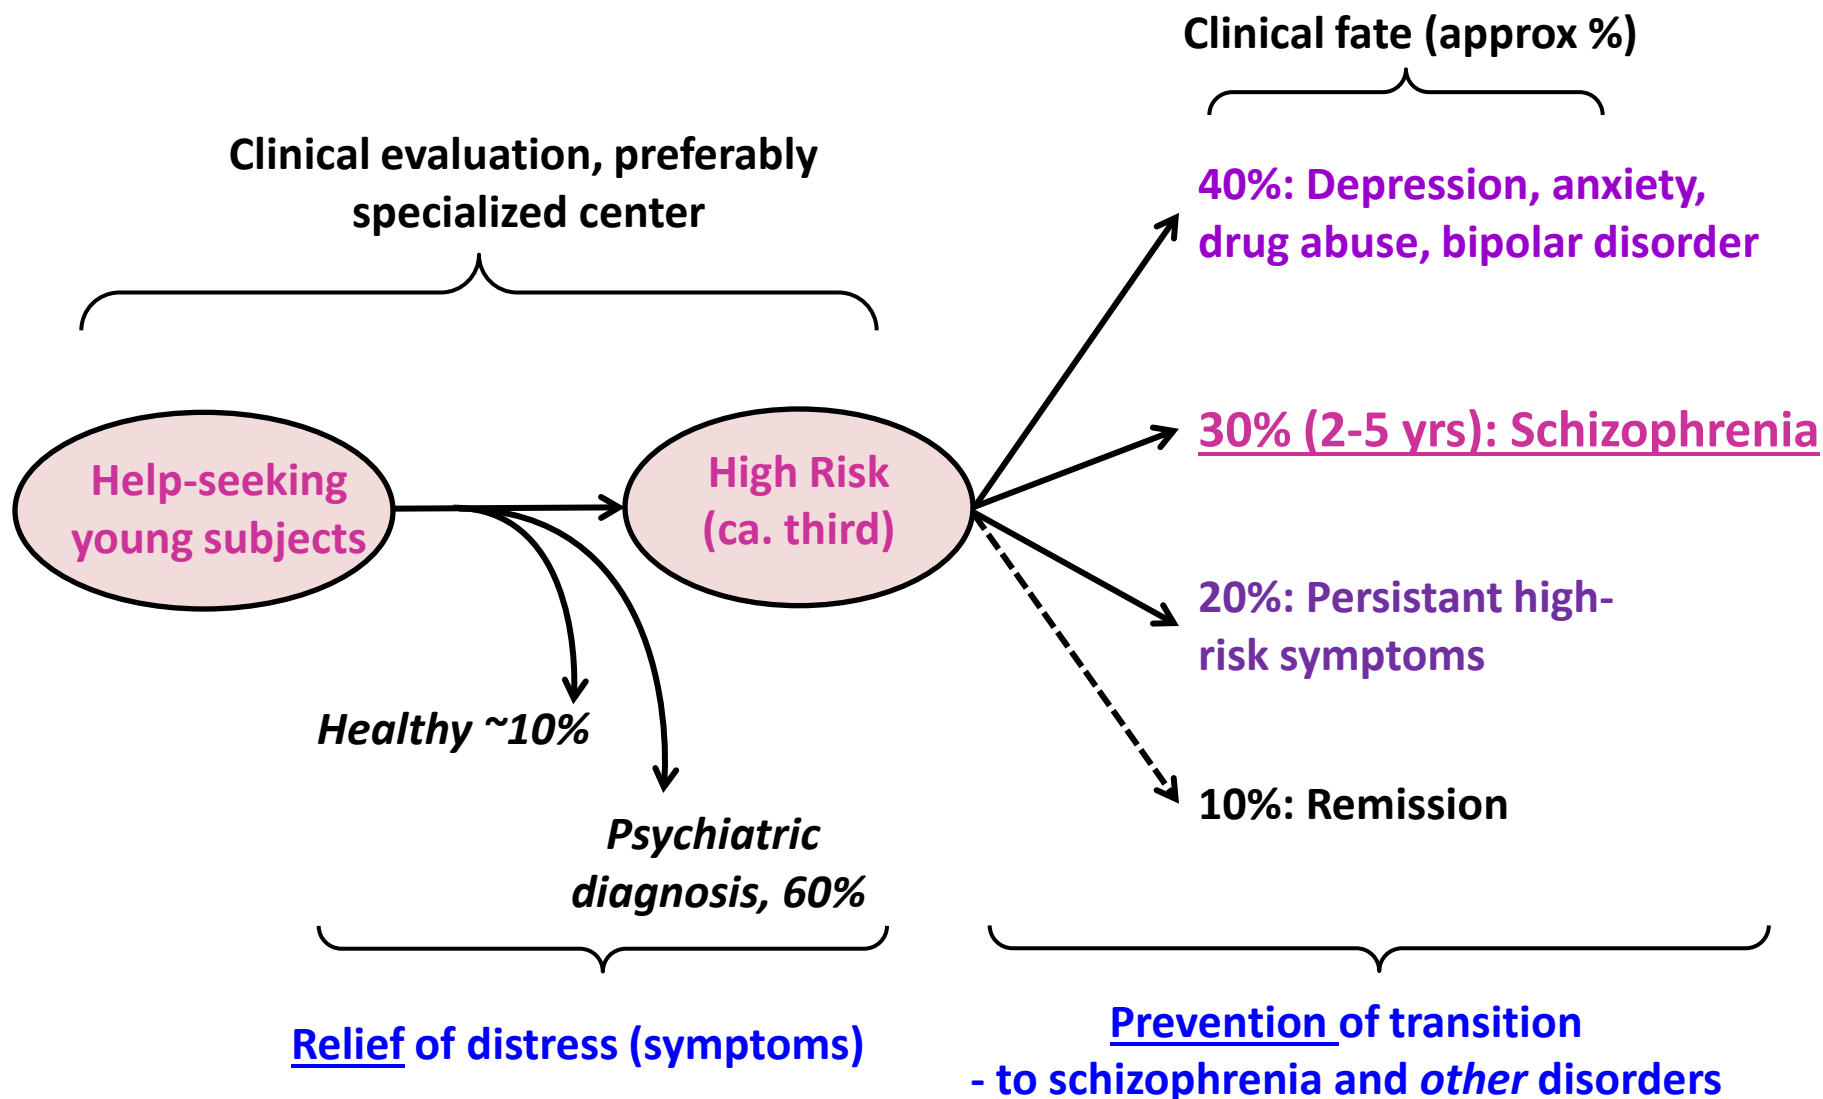 Clinical fate (approx %)
Clinical evaluation, preferably
specialized center
40%: Depression, anxiety,
drug abuse, bipolar disorder
30% (2-5 yrs): Schizophrenia
Help-seeking
young subjects
High Risk
(ca. third)
20%: Persistant high-
risk symptoms
Healthy ~10%
10%: Remission
Psychiatric
diagnosis, 60%
Relief of distress (symptoms)
Prevention of transition
- to schizophrenia and other disorders